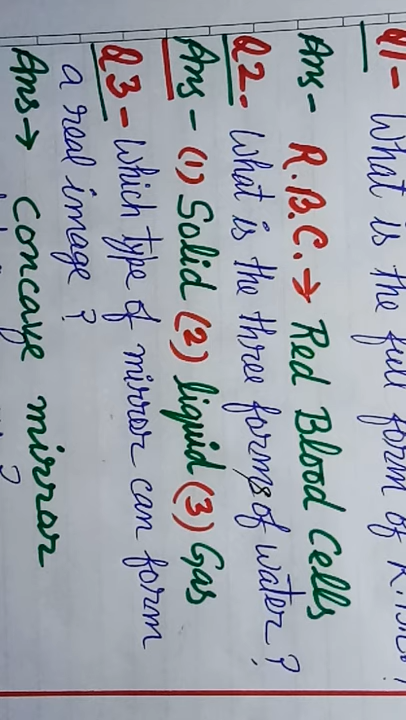 Q1- What is the full form of R.B.C.?
Ans- R.B.C. → Red Blood Cells
Q2. What is the three forms of water?
Ans - (1) Solid (2) liquid (3) Gas
Q3 - Which type of mirror can form
a real image?
Ans → Concave mirror